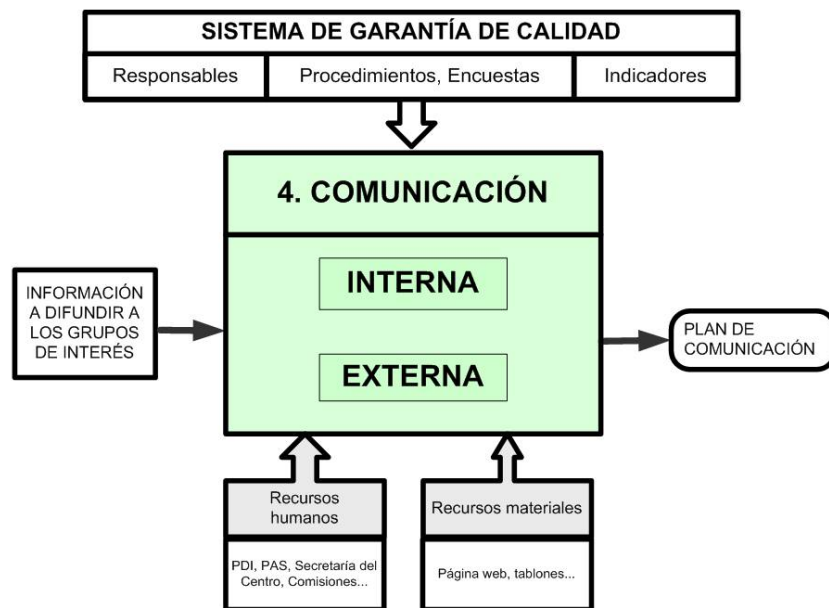 SISTEMA DE GARANTÍA DE CALIDAD
Responsables
Procedimientos, Encuestas
Indicadores
4. COMUNICACIÓN
INTERNA
EXTERNA
INFORMACIÓN
A DIFUNDIR A
LOS GRUPOS
DE INTERÉS
PLAN DE
COMUNICACIÓN
Recursos
humanos
PDI, PAS, Secretaría del
Centro, Comisiones...
Recursos materiales
Página web, tablones...